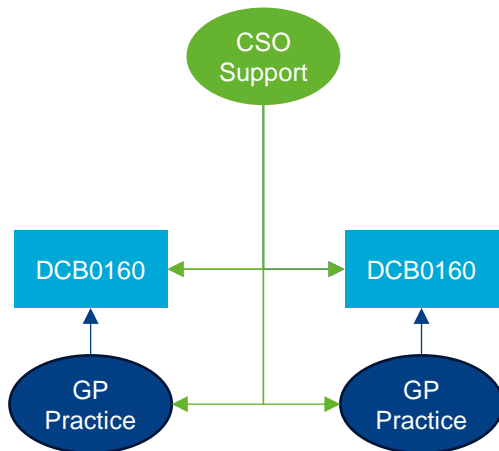 CSO
Support
DCB0160
DCB0160
GP
Practice
GP
Practice